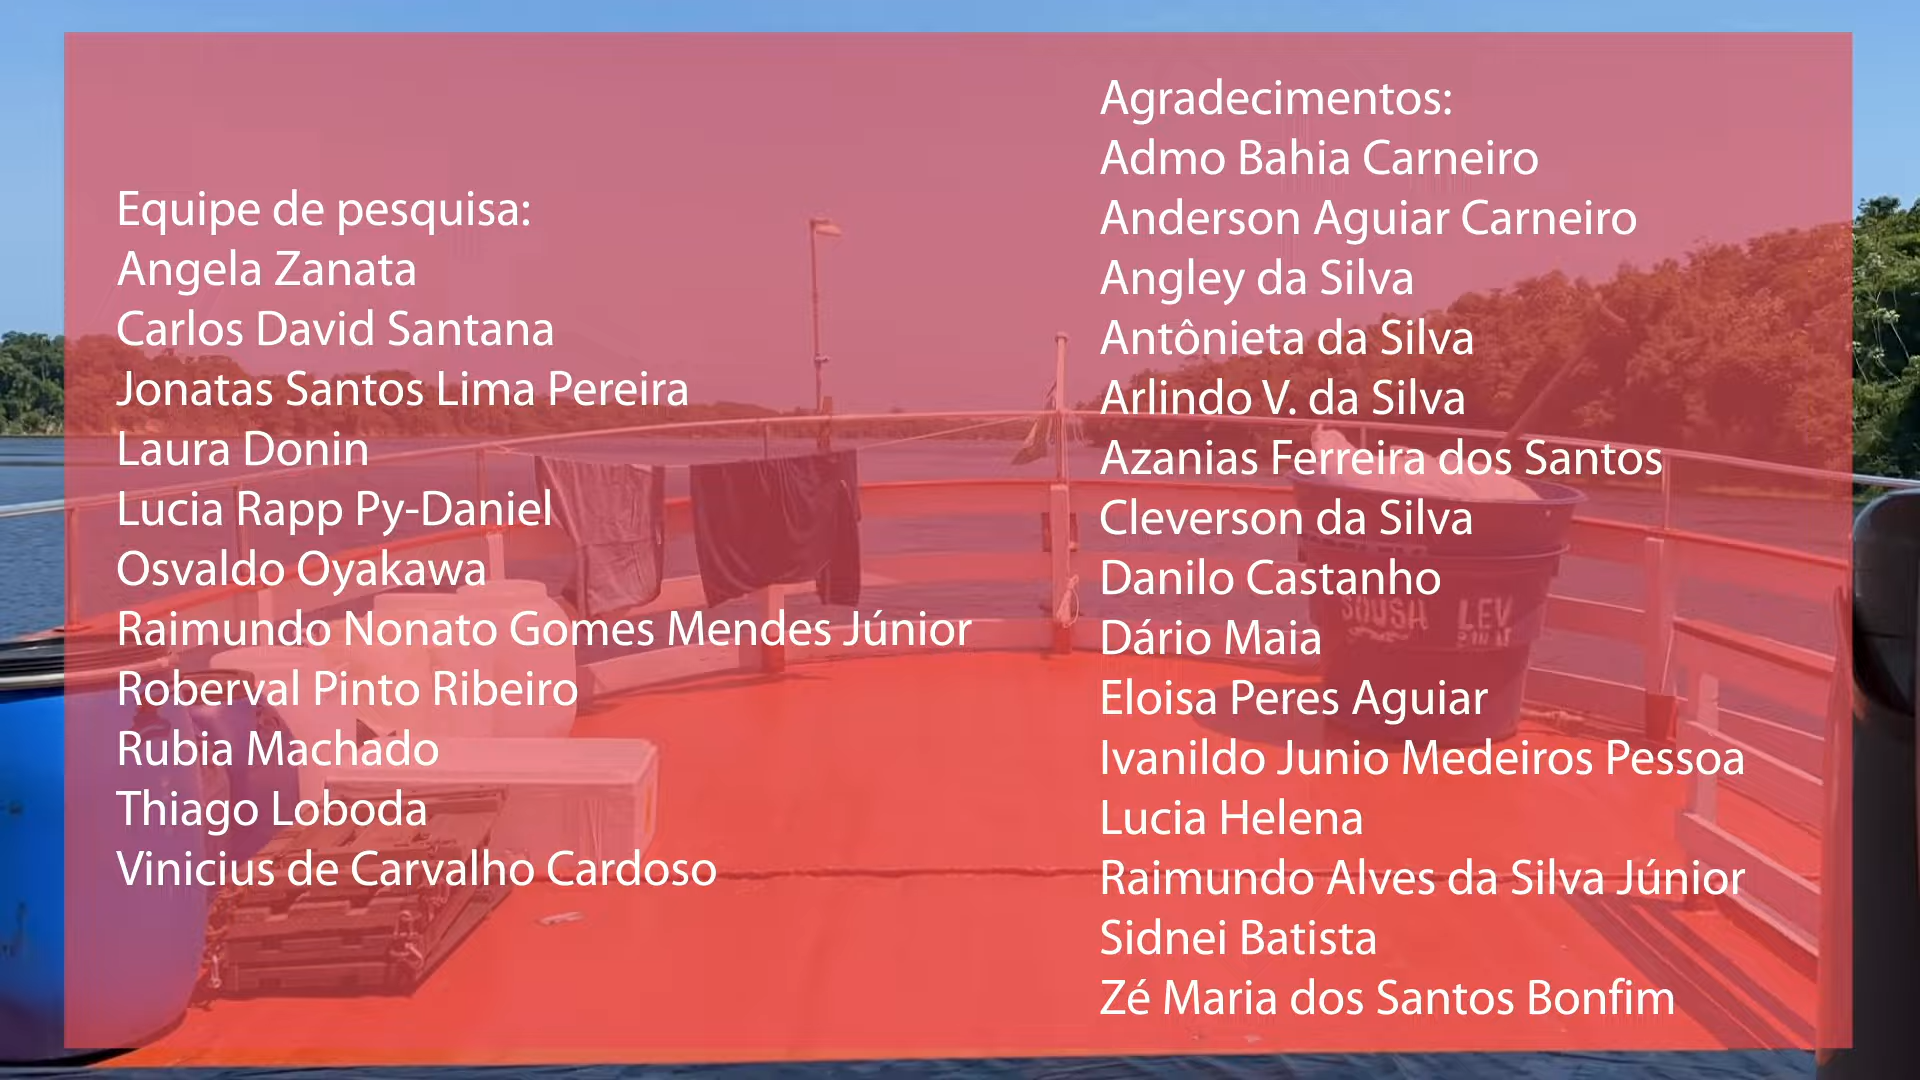 Equipe de pesquisa:
Angela Zanata
Carlos David Santana
Jonatas Santos Lima Pereira
Laura Donin
Lucia Rapp Py-Daniel
Osvaldo Oyakawa
Raimundo Nonato Gomes Mendes Júnior
Roberval Pinto Ribeiro
Rubia Machado
Thiago Loboda
Vinicius de Carvalho Cardoso
Agradecimentos:
Admo Bahia Carneiro
Anderson Aguiar Carneiro
Angley da Silva
Antônieta da Silva
Arlindo V. da Silva
Azanias Ferreira dos Santos
Cleverson da Silva
Danilo Castanho
Dário Maia
Eloisa Peres Aguiar
Ivanildo Junio Medeiros Pessoa
Lucia Helena
Raimundo Alves da Silva Júnior
Sidnei Batista
Zé Maria dos Santos Bonfim
SOUSA LEV